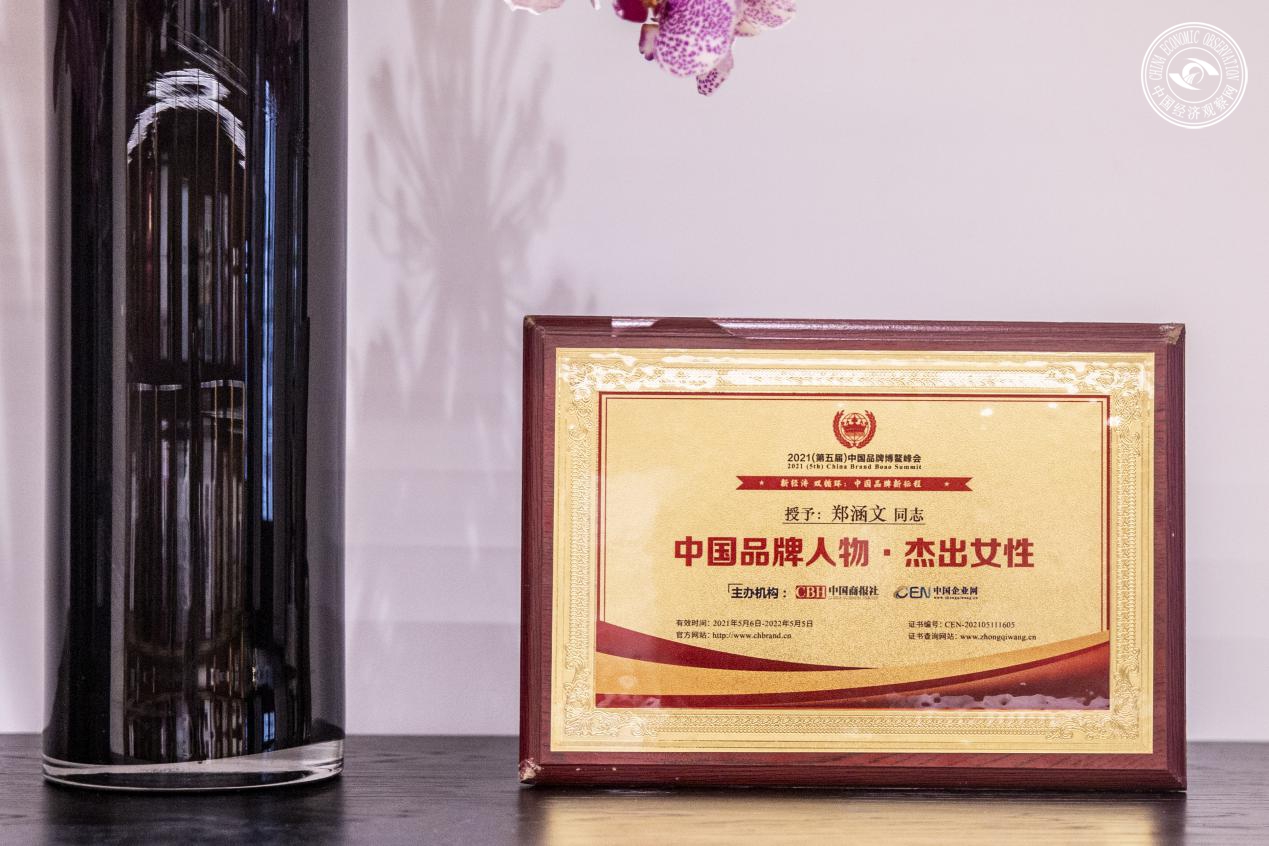 CHINA ECONOMIC OBSERVATION
中国经济观察网
2021(第五届)中国品牌博鳌峰会
2021 (5th) China Brand Boao Summit
新经济 双循环：中国品牌新征程
授予：郑涵文 同志
中国品牌人物·杰出女性
主办机构： CBH 中国商报社 CEN 中国企业网
www.zhongqiwang.cn
有效时间：2021年5月6日-2022年5月5日 证书编号：CEN-202105111605
官方网站：http://www.chbrand.cn 证书查询网站：www.zhongqiwang.cn